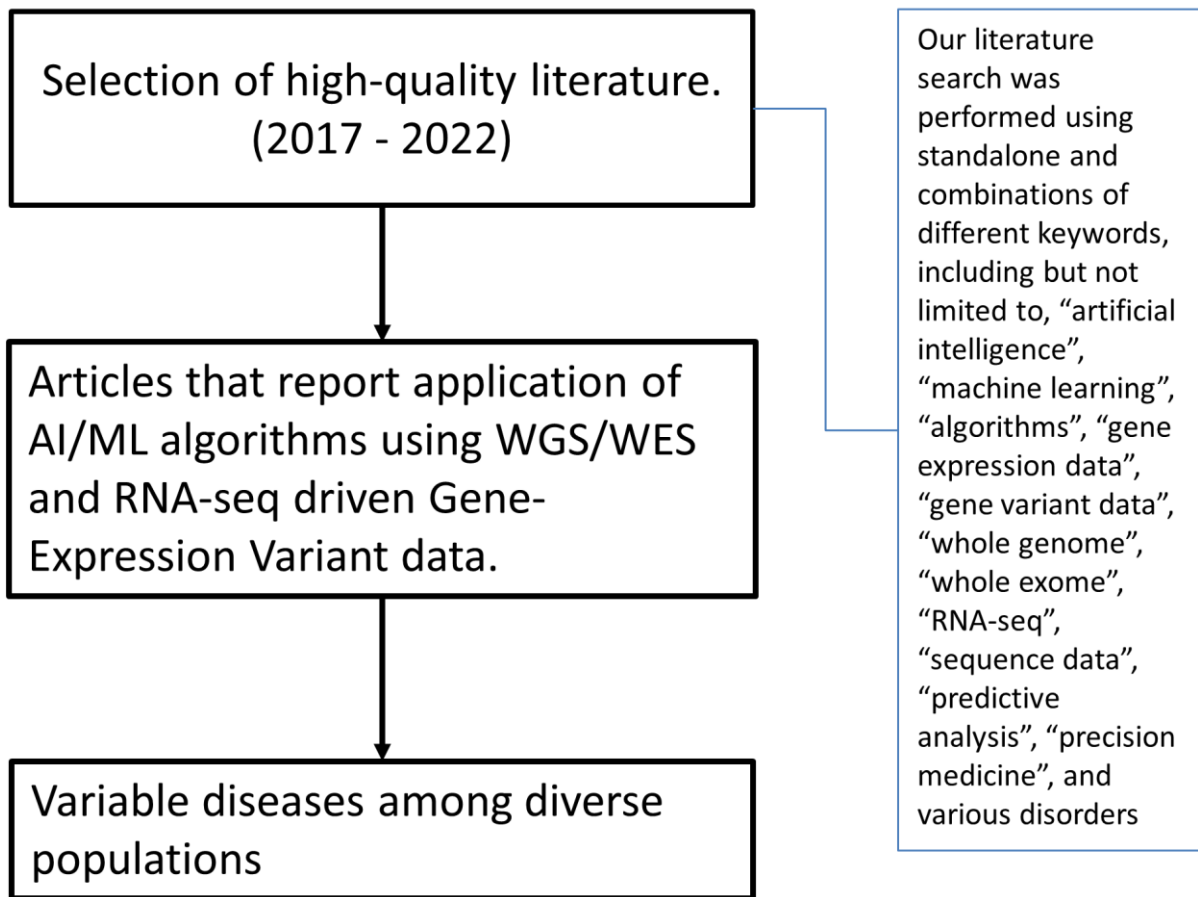 Selection of high-quality literature.
(2017 - 2022)
Articles that report application of
AI/ML algorithms using WGS/WES
and RNA-seq driven Gene-
Expression Variant data.
Variable diseases among diverse
populations
Our literature
search was
performed using
standalone and
combinations of
different keywords,
including but not
limited to, “artificial
intelligence”,
“machine learning”,
“algorithms”, “gene
expression data”,
“gene variant data”,
“whole genome”,
“whole exome”,
“RNA-seq”,
“sequence data”,
“predictive
analysis”, “precision
medicine”, and
various disorders